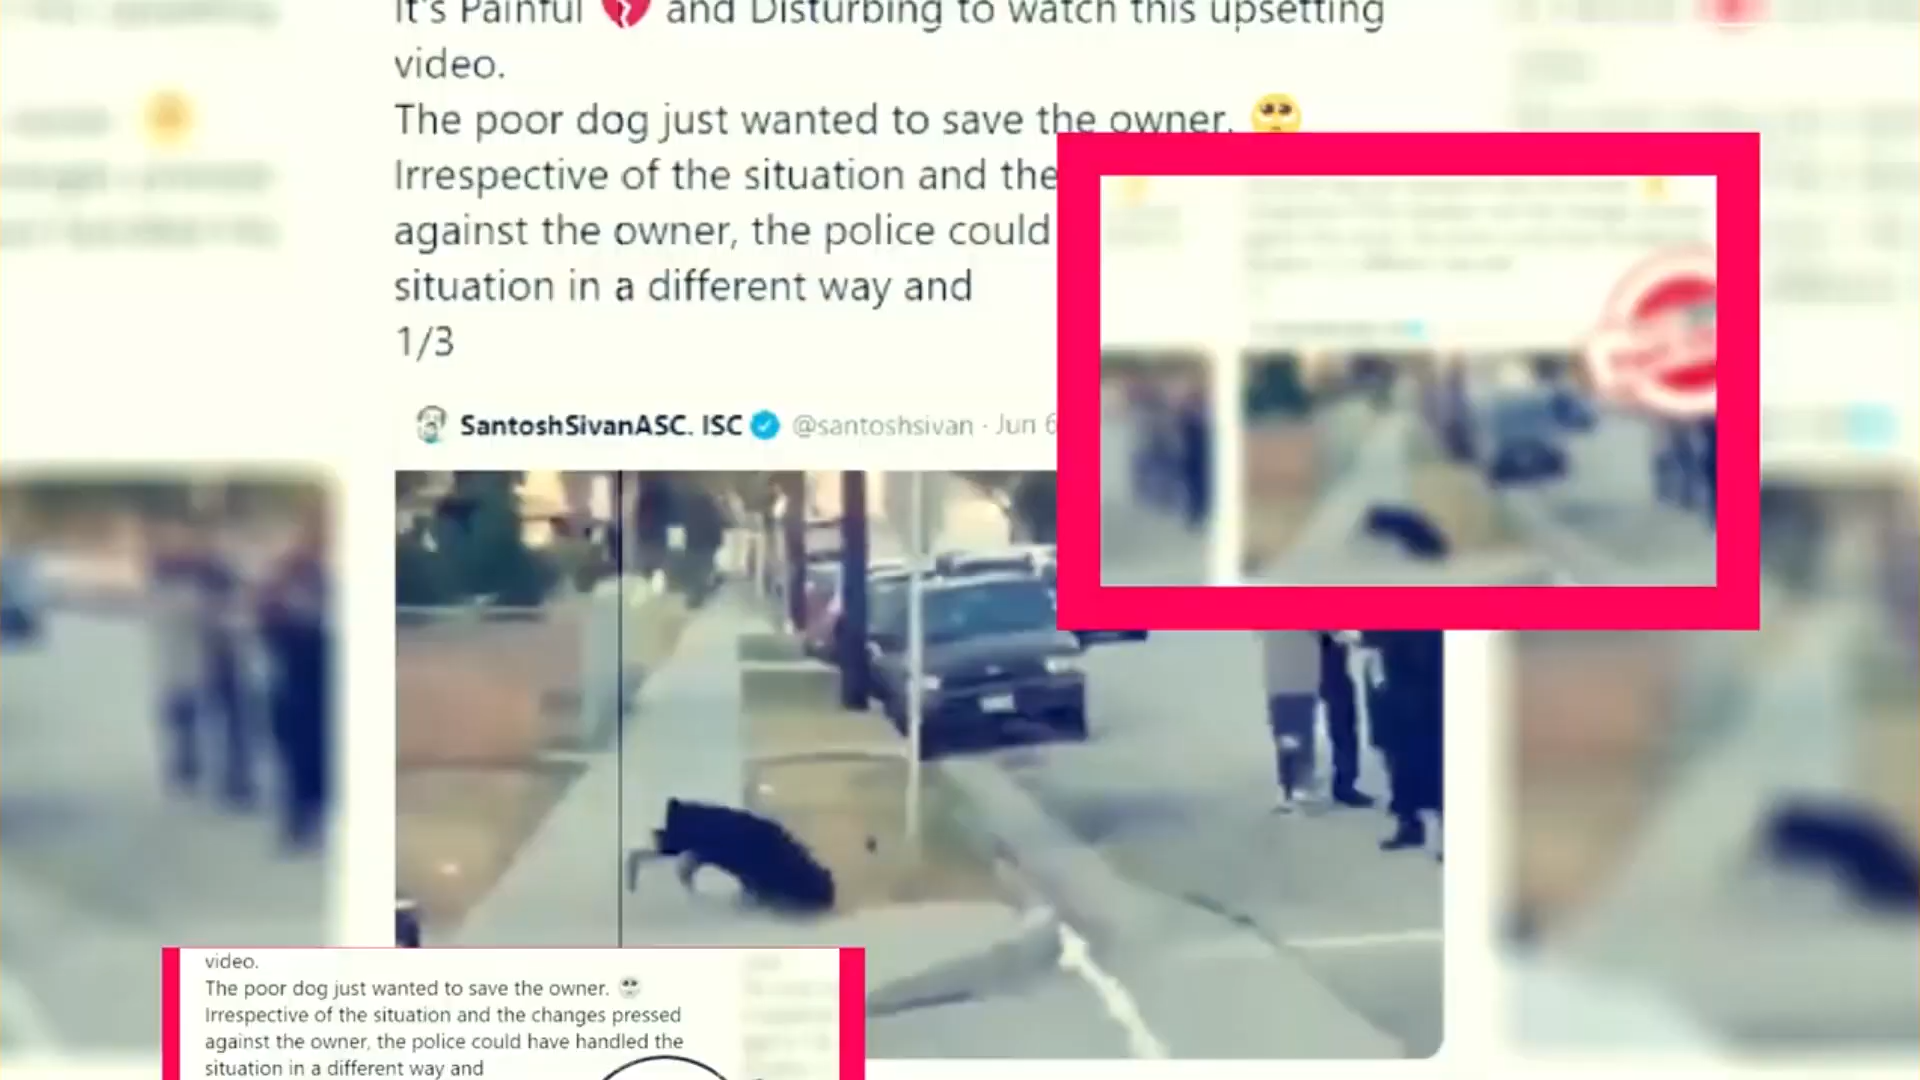 It's Painful 💔 and Disturbing to watch this upsetting
video.
The poor dog just wanted to save the owner. 🥺
Irrespective of the situation and the
against the owner, the police could
situation in a different way and
1/3
SantoshSivanASC. ISC @santoshsivan · Jun 6
video.
The poor dog just wanted to save the owner. 🥺
Irrespective of the situation and the changes pressed
against the owner, the police could have handled the
situation in a different way and